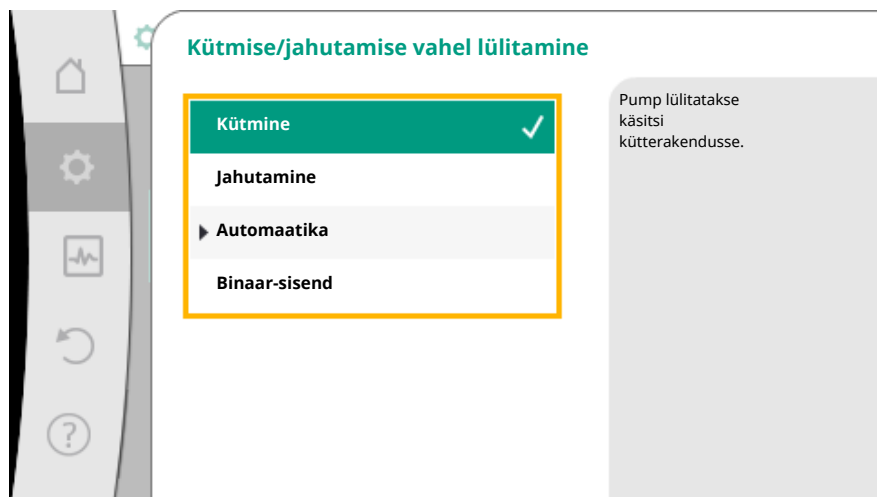 Kütmise/jahutamise vahel lülitamine
Kütmine
Jahutamine
Automaatika
Binaar-sisend
Pump lülitatakse
käsitsi
kütterakendusse.
?